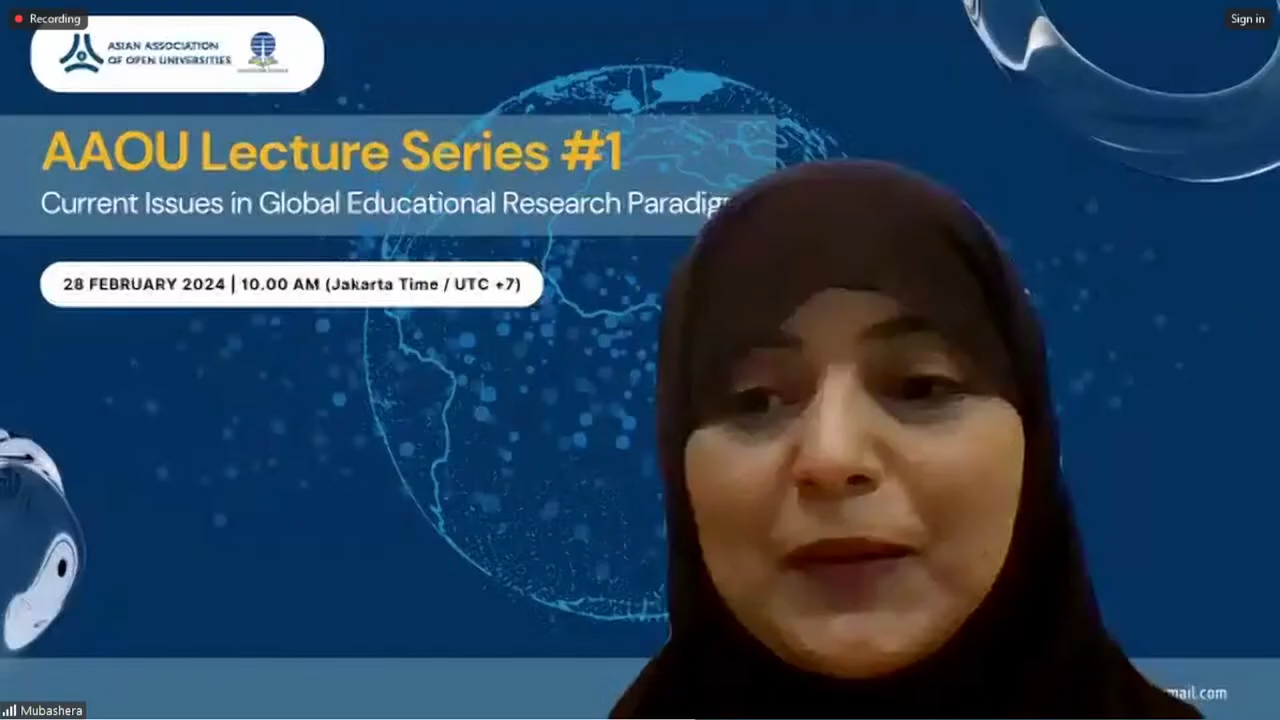 Recording
Sign in
ASIAN ASSOCIATION
OF OPEN UNIVERSITIES
AAOU Lecture Series #1
Current Issues in Global Educational Research
28 FEBRUARY 2024 | 10.00 AM (Jakarta Time / UTC +7)
mail.com
Mubashera